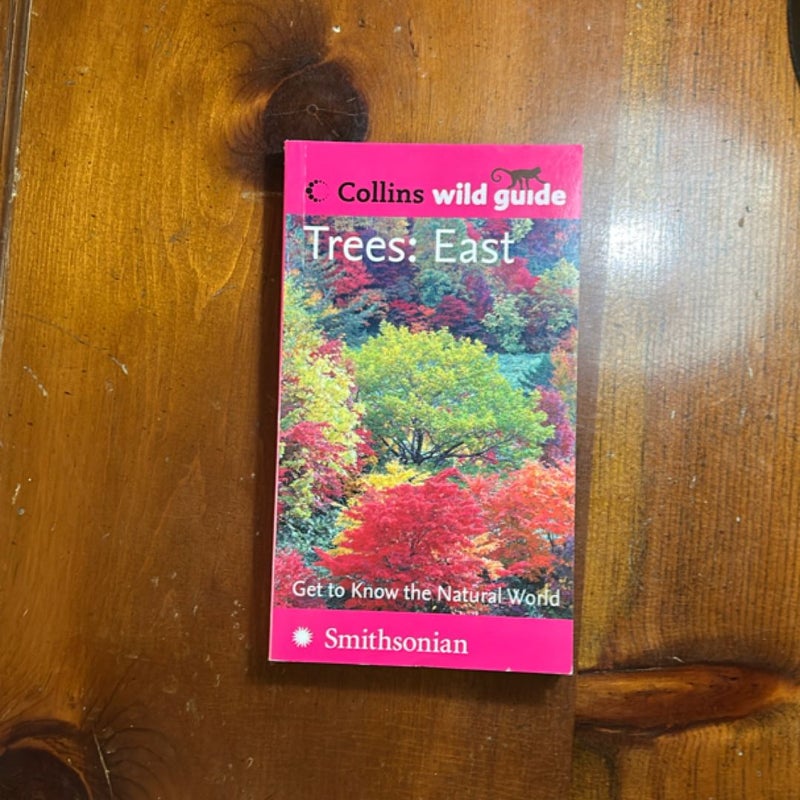 Collins wild guide
Trees: East
Get to Know the Natural World
Smithsonian